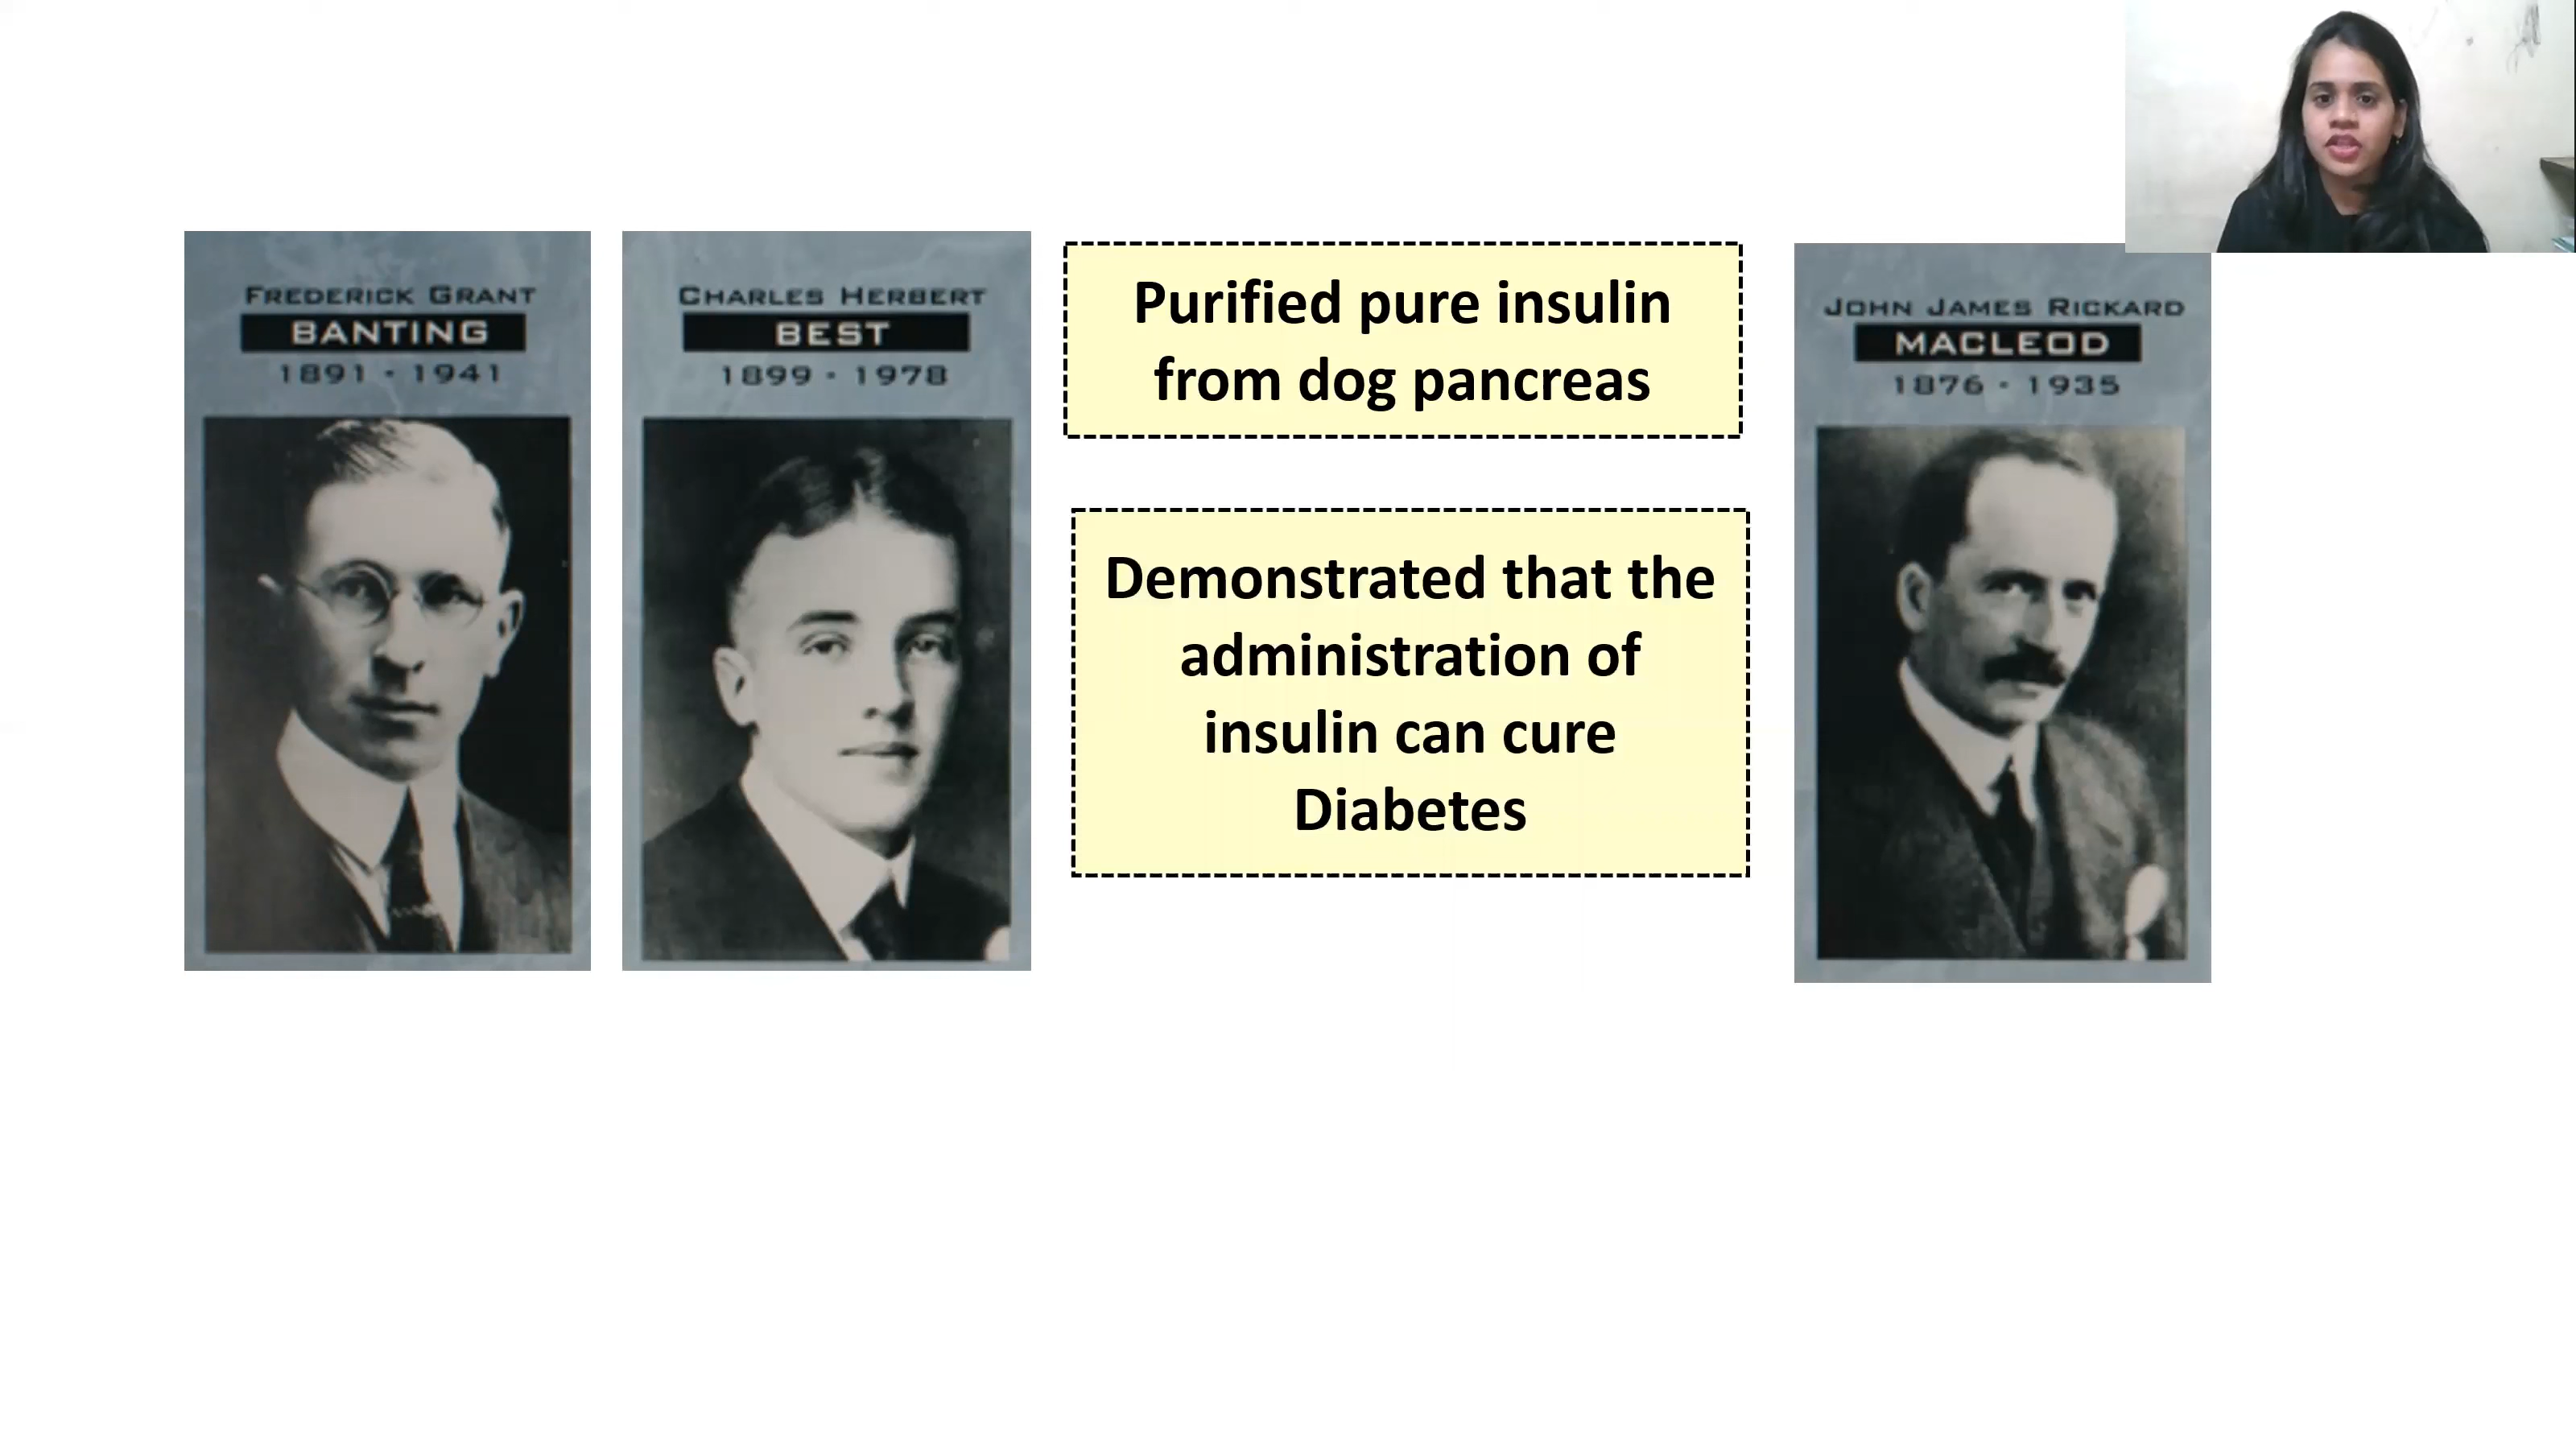 FREDERICK GRANT
BANTING
1891 - 1941
CHARLES HERBERT
BEST
1899 - 1978
Purified pure insulin
from dog pancreas
Demonstrated that the
administration of
insulin can cure
Diabetes
JOHN JAMES RICKARD
MACLEOD
1876 - 1935